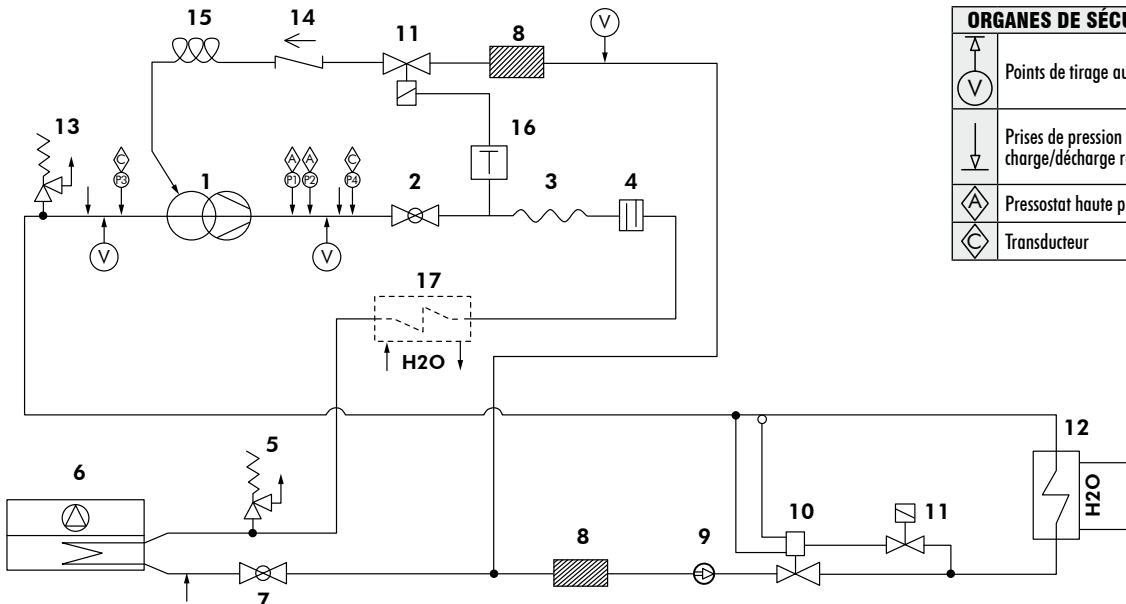 15
14
11
8
V
ORGANES DE SÉCU
V
Points de tirage au
Prises de pression
charge/décharge r
A
Pressostat haute p
C
Transducteur
13
C
P3
1
A
A
C
P1
P2
P4
2
16
3
4
V
V
17
H2O
5
6
7
8
9
10
11
12
H2O